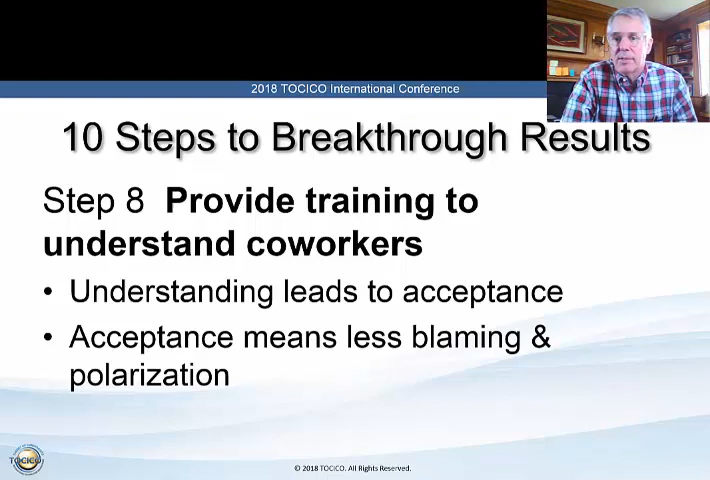 2018 TOCICO International Conference
10 Steps to Breakthrough Results
Step 8 Provide training to
understand coworkers
• Understanding leads to acceptance
• Acceptance means less blaming &
polarization
TOCICO
© 2018 TOCICO. All Rights Reserved.